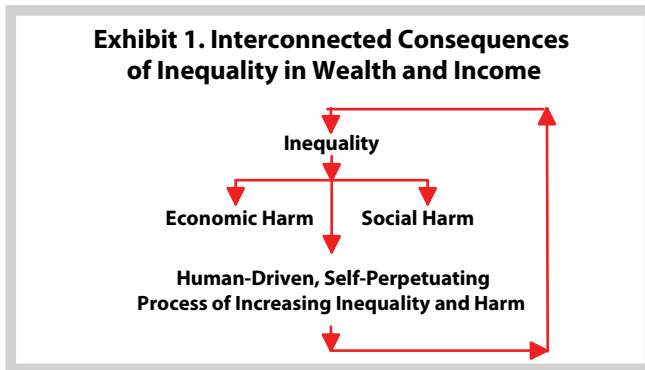 Exhibit 1. Interconnected Consequences
of Inequality in Wealth and Income
Inequality
Economic Harm Social Harm
Human-Driven, Self-Perpetuating
Process of Increasing Inequality and Harm